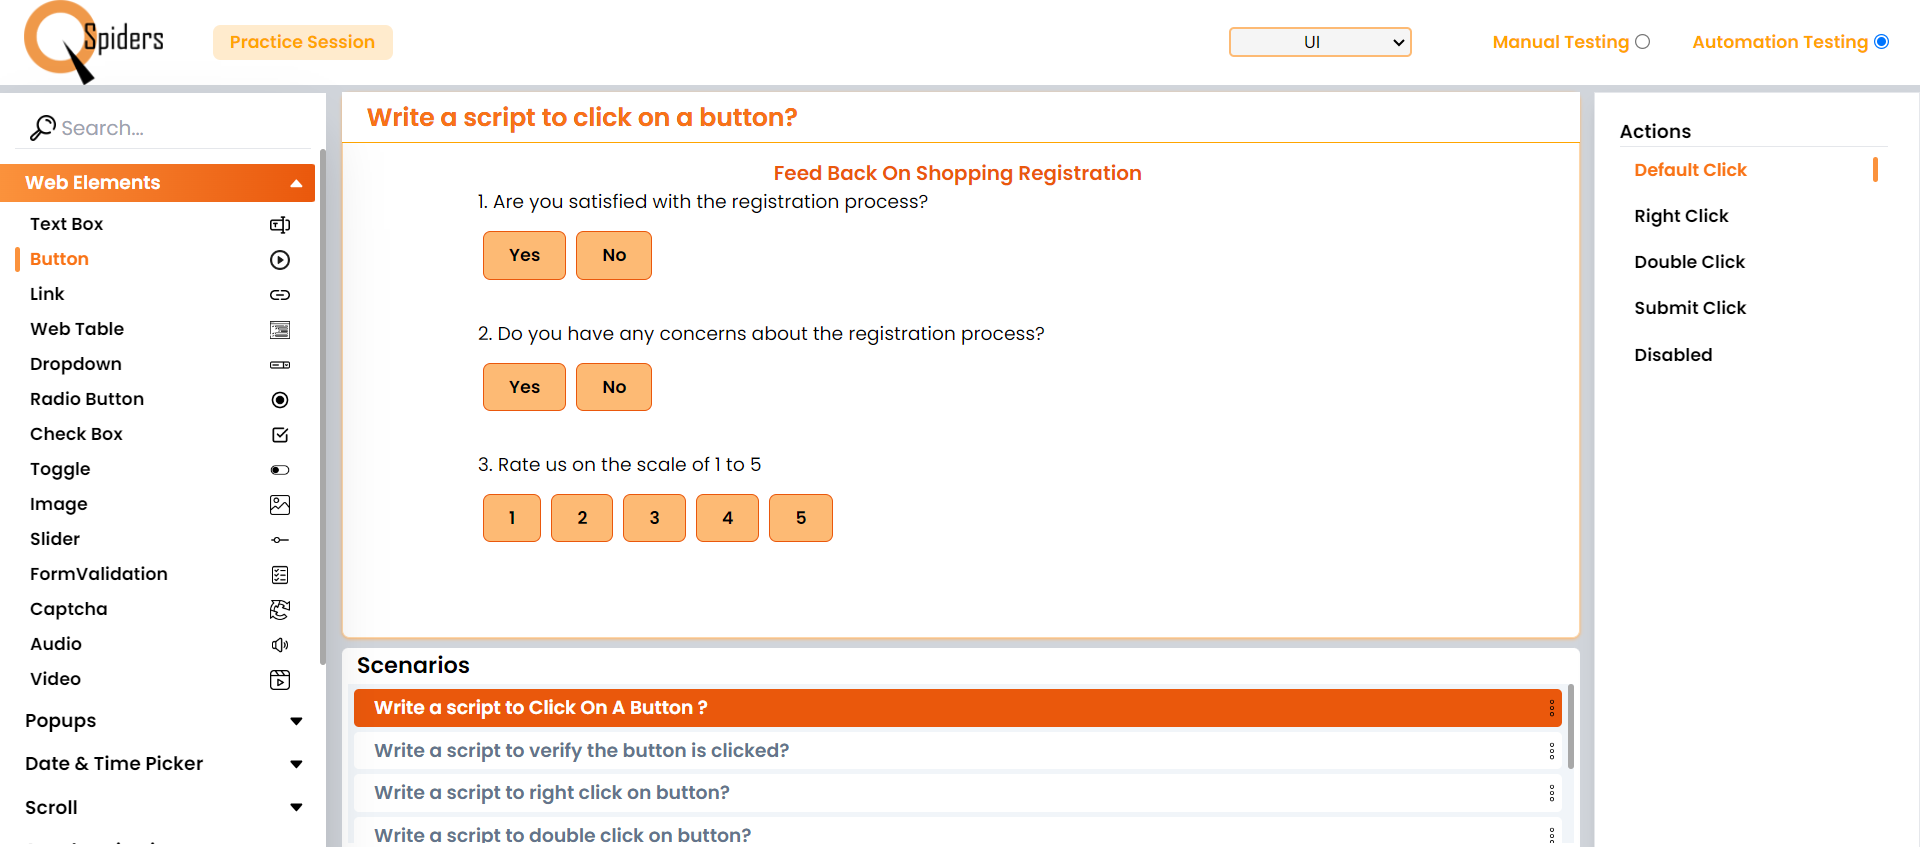 Spiders
Practice Session
UI
Manual Testing
Automation Testing
Search...
Web Elements
Text Box
Button
Link
Web Table
Dropdown
Radio Button
Check Box
Toggle
Image
Slider
FormValidation
Captcha
Audio
Video
Popups
Date & Time Picker
Scroll
Write a script to click on a button?
Feed Back On Shopping Registration
1. Are you satisfied with the registration process?
Yes No
2. Do you have any concerns about the registration process?
Yes No
3. Rate us on the scale of 1 to 5
1 2 3 4 5
Scenarios
Write a script to Click On A Button ?
Write a script to verify the button is clicked?
Write a script to right click on button?
Write a script to double click on button?
Actions
Default Click
Right Click
Double Click
Submit Click
Disabled